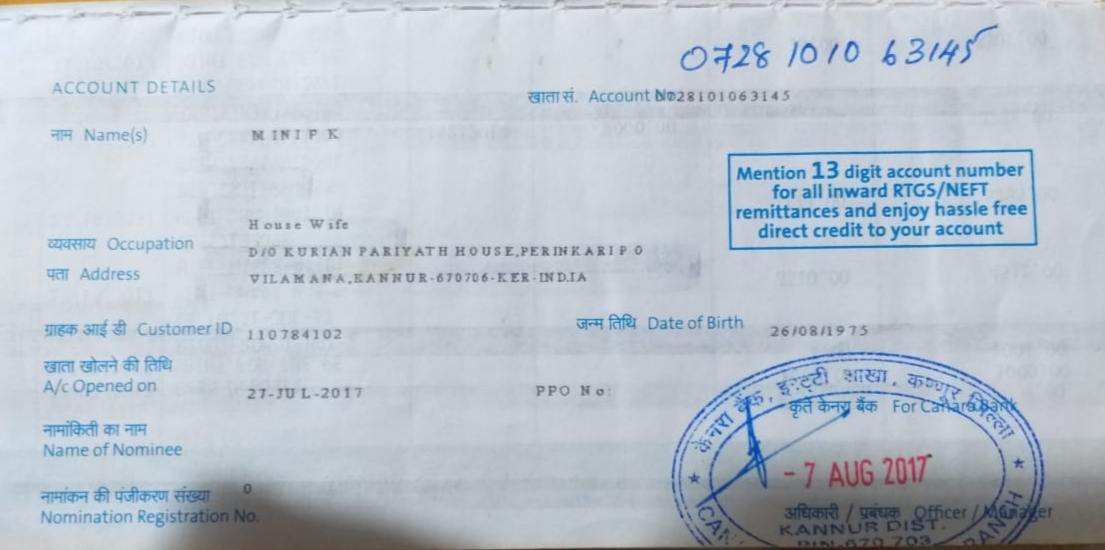 0728 1010 63145
ACCOUNT DETAILS
खाता सं. Account No 728101063145
नाम Name(s) MINI P K
Mention 13 digit account number
for all inward RTGS/NEFT
remittances and enjoy hassle free
direct credit to your account
House Wife
व्यवसाय Occupation
D/O KURIAN PARIYATH HOUSE,PERINKARI P O
पता Address VILAMANA,KANNUR-670706-KER-INDIA
ग्राहक आई डी Customer ID 110784102 जन्म तिथि Date of Birth 26/08/1975
खाता खोलने की तिथि
A/c Opened on 27-JUL-2017 PPO No:
केनरा बैंक, इरट्टी शाखा, कण्णूर जिल्ला
कृते केनरा बैंक For Canara Bank
नामांकिती का नाम
Name of Nominee
- 7 AUG 2017
नामांकन की पंजीकरण संख्या 0
Nomination Registration No.
अधिकारी / प्रबंधक Officer / Manager
KANNUR DIST.
PIN-670 703